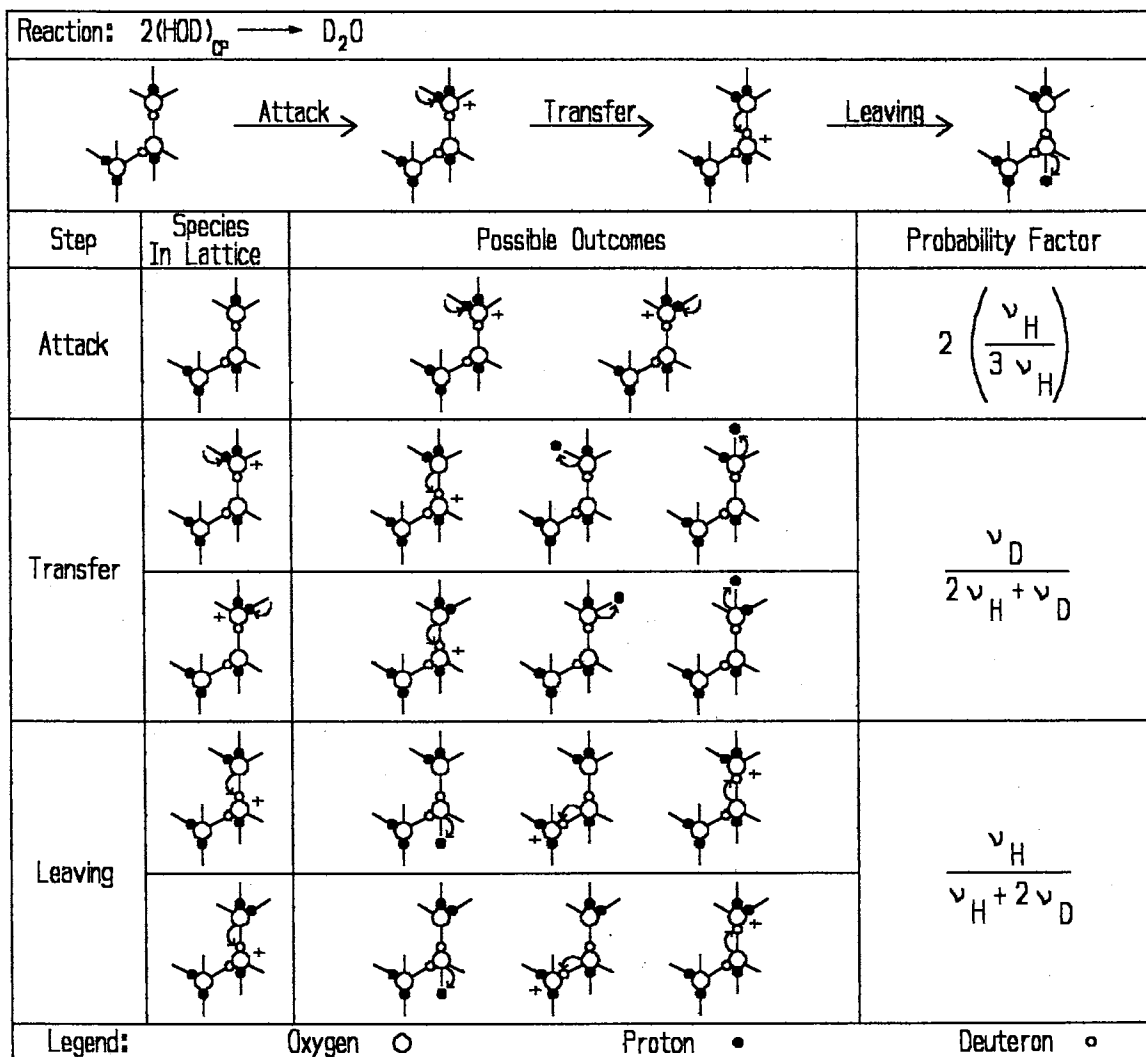 Reaction: 2(HOD)CP ⟶ D2O
Attack Transfer Leaving
+ + 
Step
Species
In Lattice
Possible Outcomes
Probability Factor
Attack
+ +
2 ( νH / 3 νH )
Transfer
+ +
νD / 2 νH + νD
+ +
Leaving
+ + +
νH / νH + 2 νD
+ + +
Legend: Oxygen Proton Deuteron